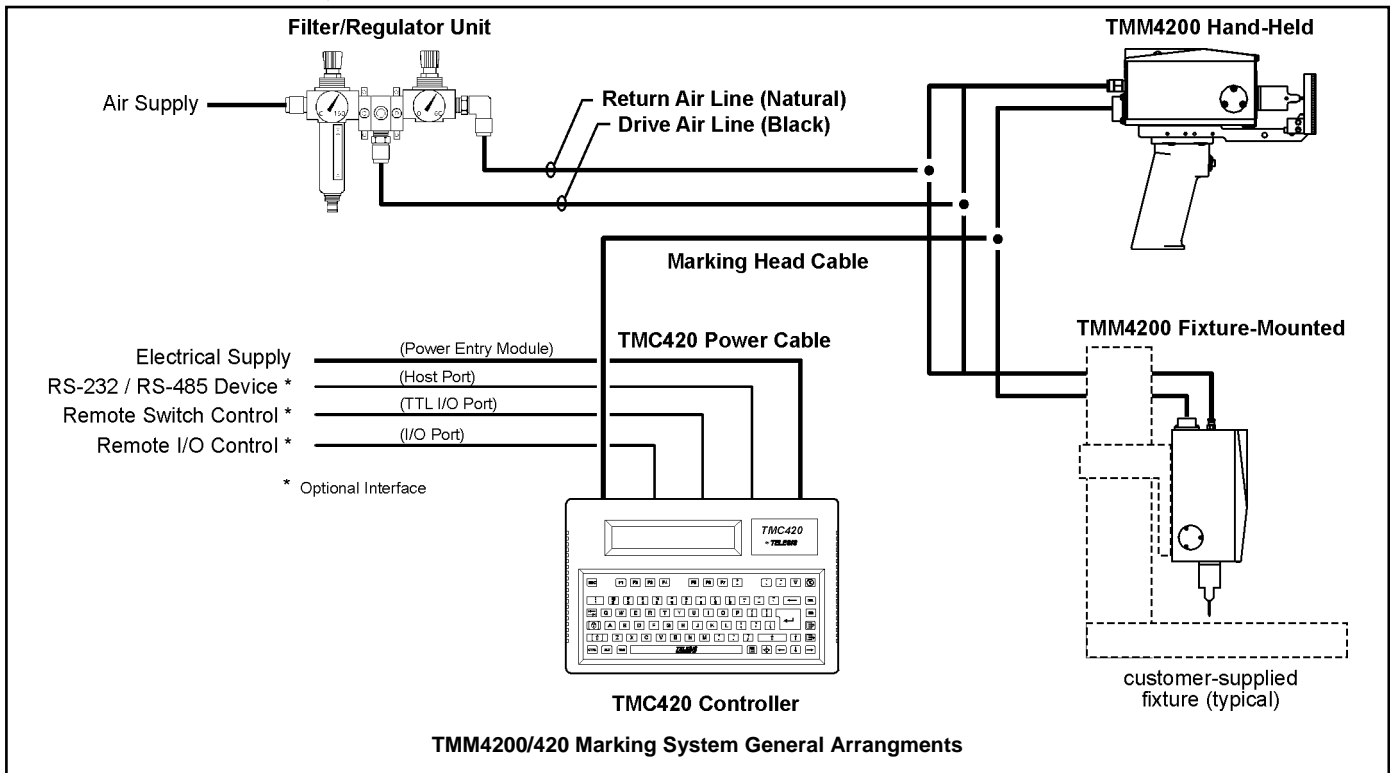 Filter/Regulator Unit
TMM4200 Hand-Held
Air Supply
Return Air Line (Natural)
Drive Air Line (Black)
Marking Head Cable
TMM4200 Fixture-Mounted
TMC420 Power Cable
Electrical Supply
(Power Entry Module)
RS-232 / RS-485 Device *
(Host Port)
Remote Switch Control *
(TTL I/O Port)
Remote I/O Control *
(I/O Port)
* Optional Interface
TMC420
TELESIS
customer-supplied
fixture (typical)
TMC420 Controller
TMM4200/420 Marking System General Arrangments